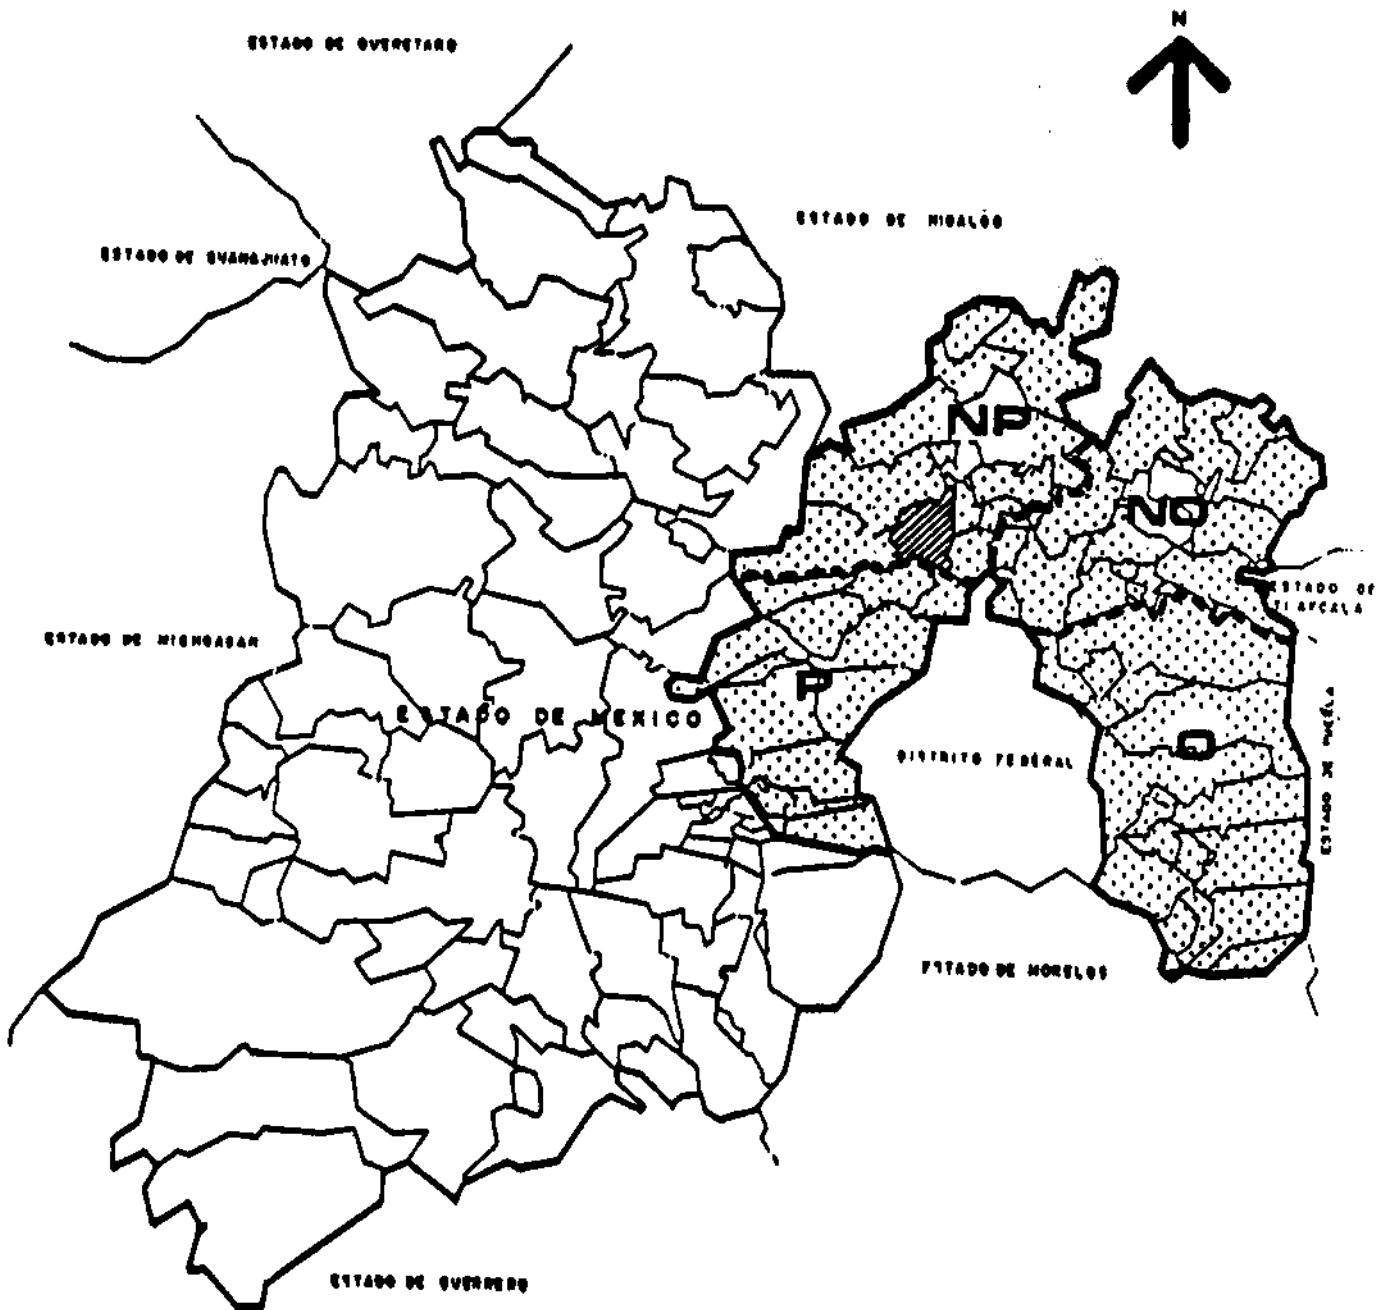 N
ESTADO DE QUERETARO
ESTADO DE HIDALGO
ESTADO DE GUANAJUATO
NP
NO
ESTADO DE
TLAXCALA
ESTADO DE MICHOACAN
P
ESTADO DE MEXICO
ESTADO DE PUEBLA
O
DISTRITO FEDERAL
ESTADO DE MORELOS
ESTADO DE GUERRERO